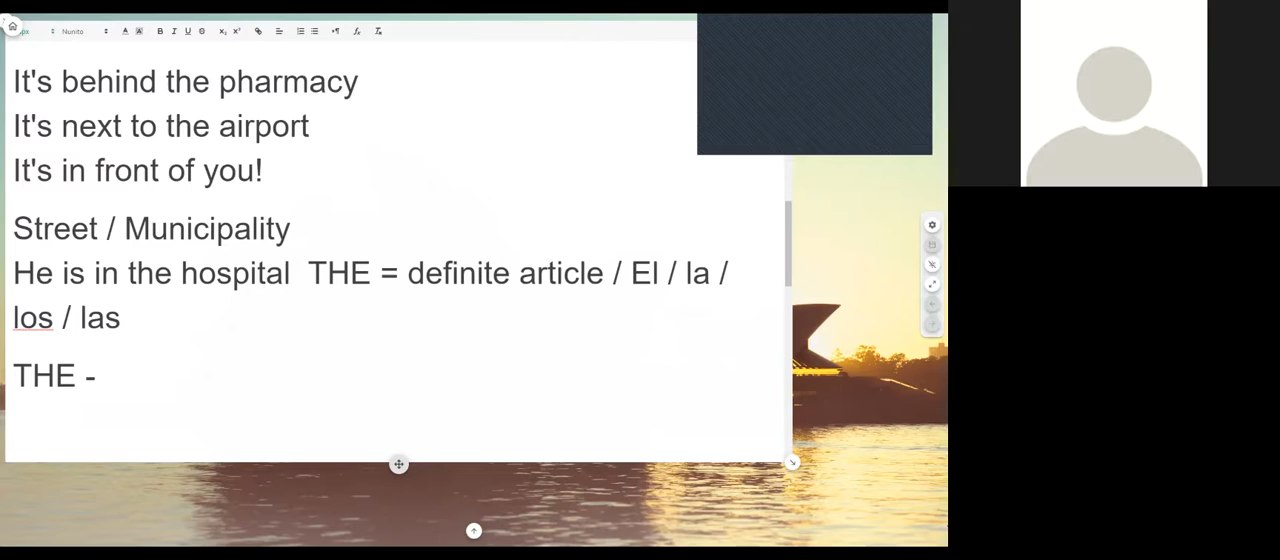 Nunito
It's behind the pharmacy
It's next to the airport
It's in front of you!
Street / Municipality
He is in the hospital THE = definite article / El / la /
los / las
THE -